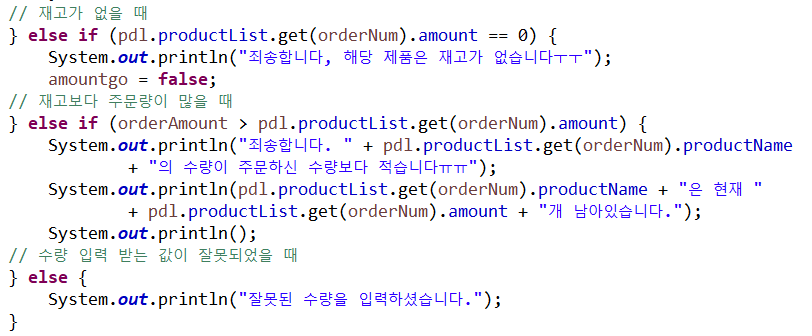 // 재고가 없을 때
} else if (pdl.productList.get(orderNum).amount == 0) {
    System.out.println("죄송합니다, 해당 제품은 재고가 없습니다ㅜㅜ");
    amountgo = false;
// 재고보다 주문량이 많을 때
} else if (orderAmount > pdl.productList.get(orderNum).amount) {
    System.out.println("죄송합니다. " + pdl.productList.get(orderNum).productName
            + "의 수량이 주문하신 수량보다 적습니다ㅠㅠ");
    System.out.println(pdl.productList.get(orderNum).productName + "은 현재 "
            + pdl.productList.get(orderNum).amount + "개 남아있습니다.");
    System.out.println();
// 수량 입력 받는 값이 잘못되었을 때
} else {
    System.out.println("잘못된 수량을 입력하셨습니다.");
}